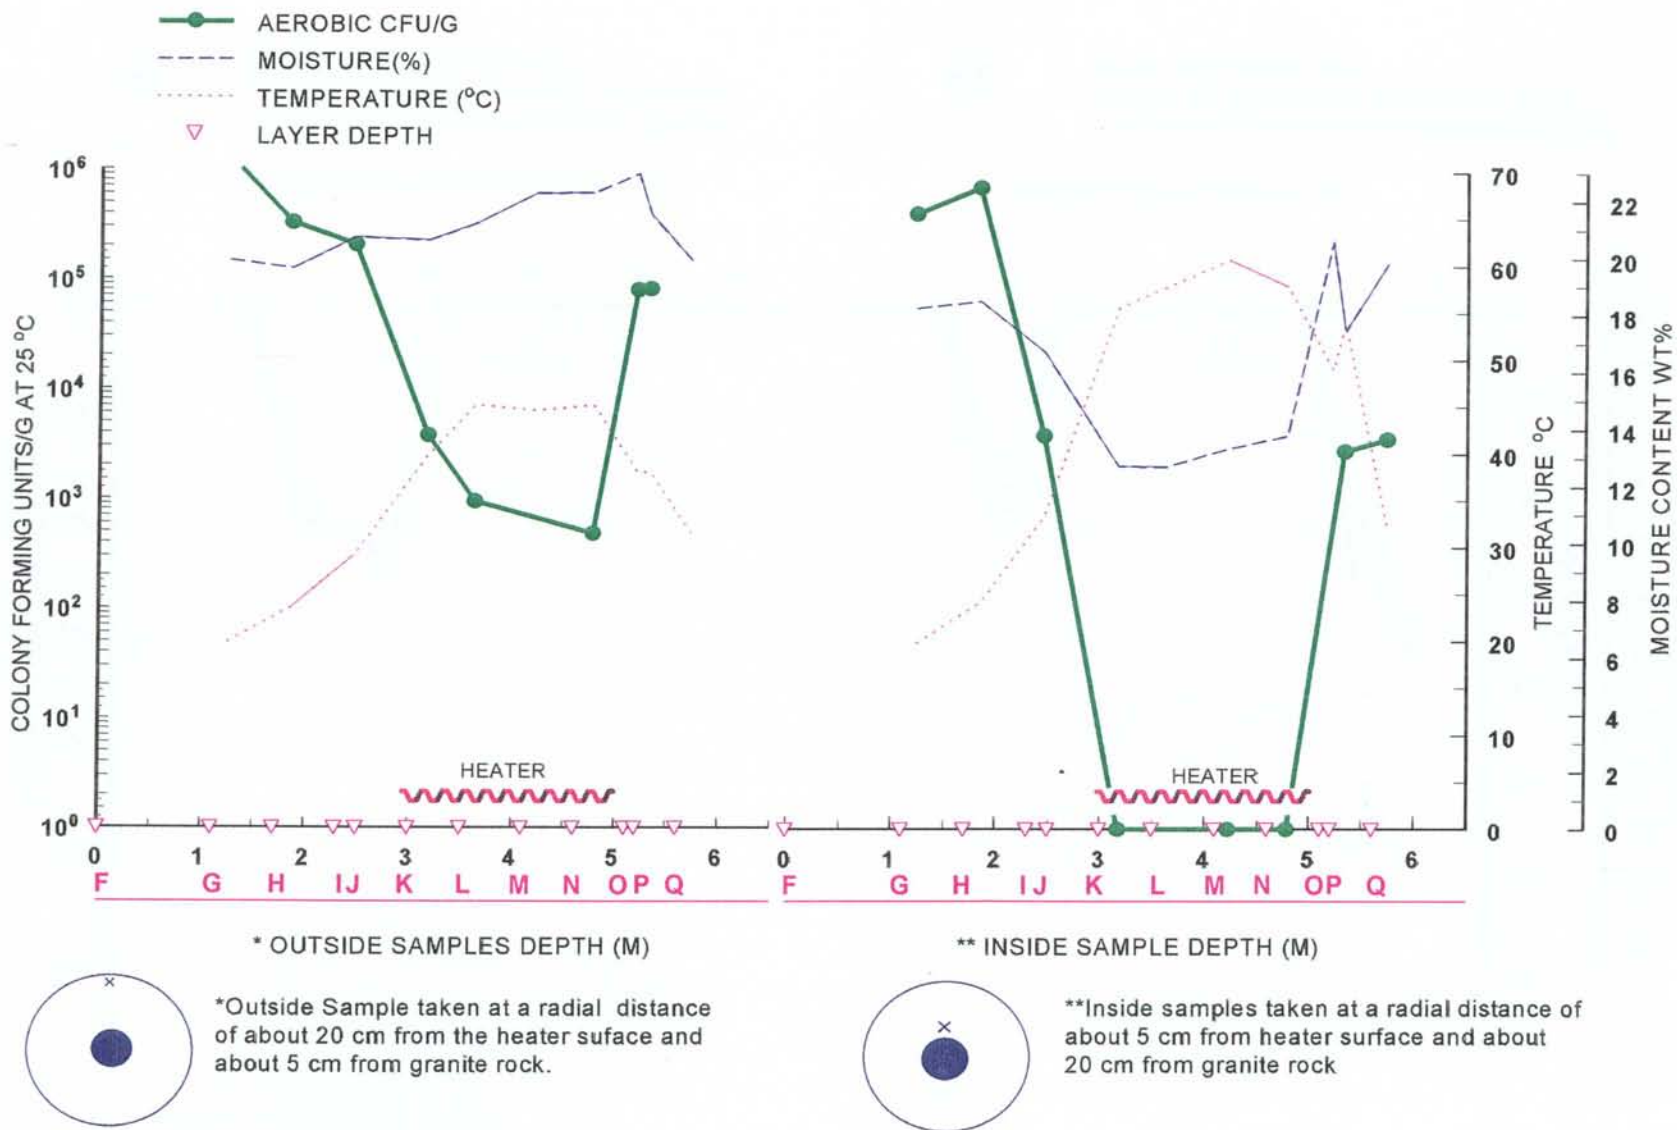 AEROBIC CFU/G
MOISTURE(%)
TEMPERATURE (⁰C)
LAYER DEPTH
COLONY FORMING UNITS/G AT 25 ⁰C
10⁶
10⁵
10⁴
10³
10²
10¹
10⁰
HEATER
0 1 2 3 4 5 6
F G H I J K L M N O P Q
* OUTSIDE SAMPLES DEPTH (M)
×
*Outside Sample taken at a radial distance
of about 20 cm from the heater suface and
about 5 cm from granite rock.
HEATER
0 1 2 3 4 5 6
F G H I J K L M N O P Q
** INSIDE SAMPLE DEPTH (M)
×
**Inside samples taken at a radial distance of
about 5 cm from heater surface and about
20 cm from granite rock
70
60
50
40
30
20
10
0
TEMPERATURE ⁰C
22
20
18
16
14
12
10
8
6
4
2
0
MOISTURE CONTENT WT%